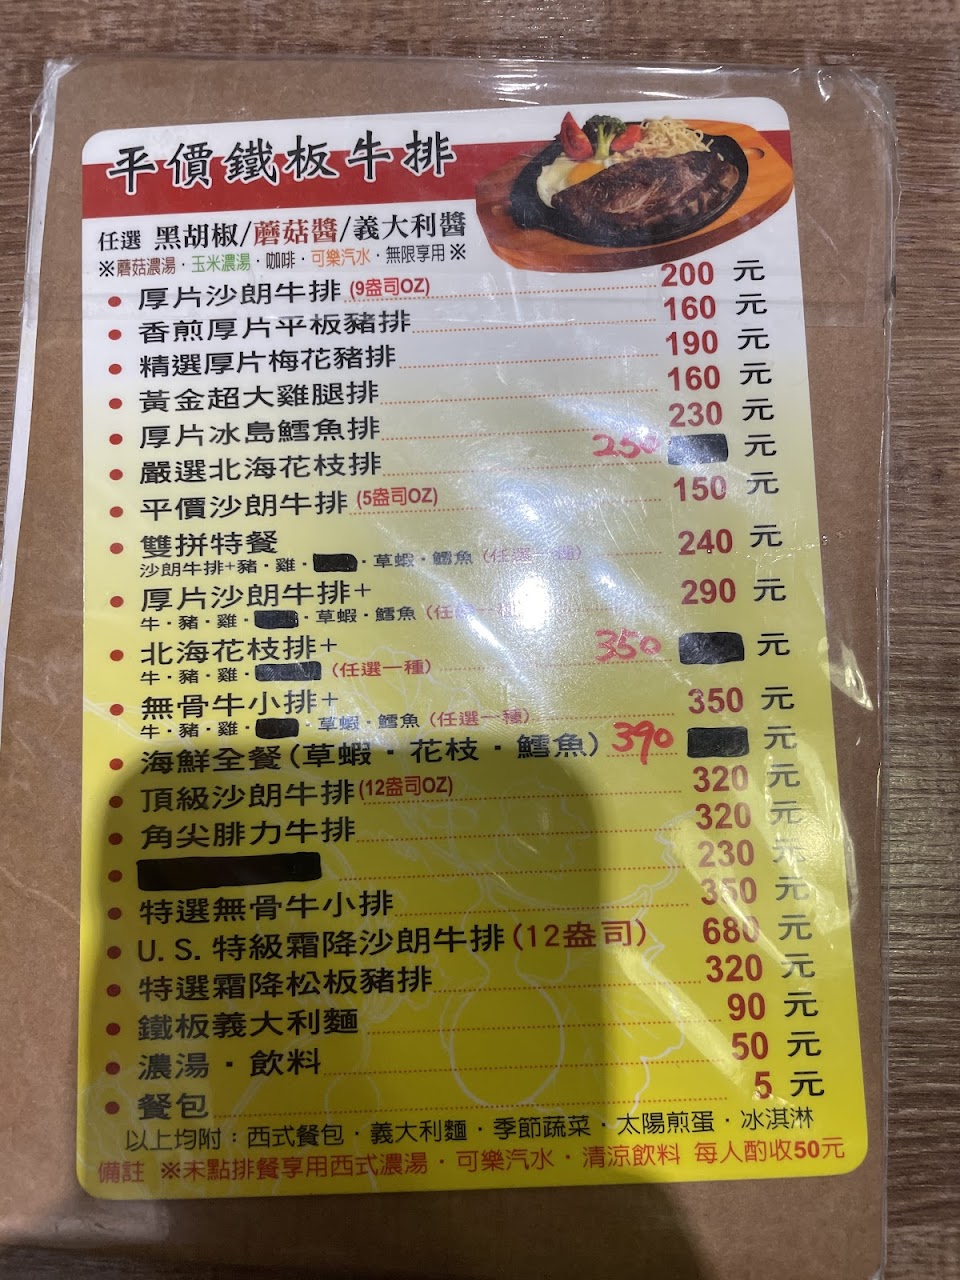 平價鐵板牛排
任選 黑胡椒/蘑菇醬/義大利醬
※蘑菇濃湯·玉米濃湯·咖啡·可樂汽水·無限享用※
• 厚片沙朗牛排(9盎司OZ) 200 元
• 香煎厚片平板豬排 160 元
• 精選厚片梅花豬排 190 元
• 黃金超大雞腿排 160 元
• 厚片冰島鱈魚排 230 元
• 嚴選北海花枝排 250 元
• 平價沙朗牛排(5盎司OZ) 150 元
• 雙拼特餐 240 元
沙朗牛排+豬·雞· ·草蝦·鱈魚(任選一種)
• 厚片沙朗牛排+ 290 元
牛·豬·雞· ·草蝦·鱈魚(任選一種)
• 北海花枝排+ 350 元
牛·豬·雞· (任選一種)
• 無骨牛小排+ 350 元
牛·豬·雞· ·草蝦·鱈魚(任選一種)
• 海鮮全餐(草蝦·花枝·鱈魚) 390 元
• 頂級沙朗牛排(12盎司OZ) 320 元
• 角尖腓力牛排 320 元
• 230 元
• 特選無骨牛小排 350 元
• U.S.特級霜降沙朗牛排(12盎司) 680 元
• 特選霜降松板豬排 320 元
• 鐵板義大利麵 90 元
• 濃湯·飲料 50 元
• 餐包 5 元
以上均附：西式餐包·義大利麵·季節蔬菜·太陽煎蛋·冰淇淋
備註 ※未點排餐享用西式濃湯·可樂汽水·清涼飲料 每人酌收50元